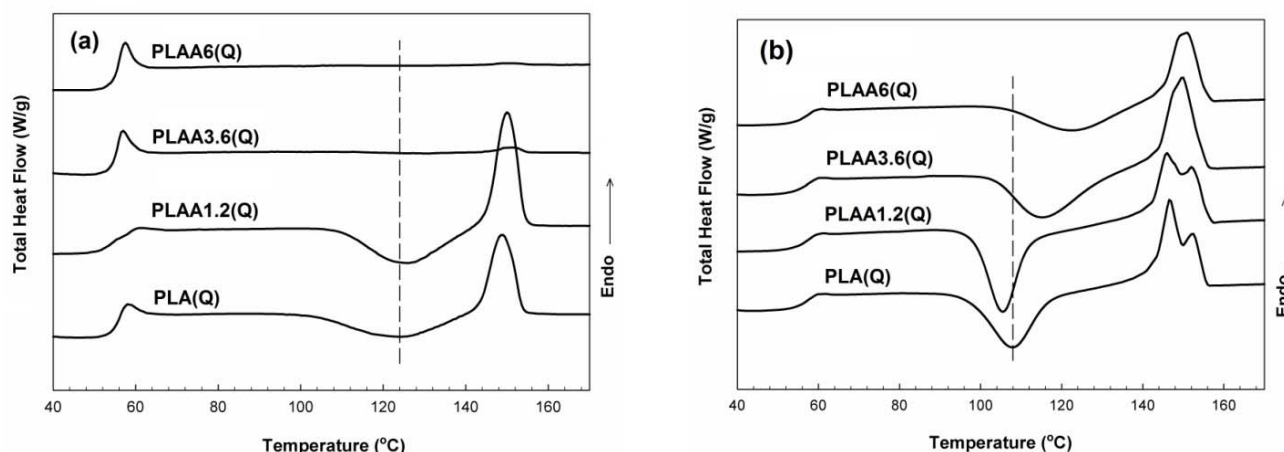 (a)
PLAA6(Q)
PLAA3.6(Q)
PLAA1.2(Q)
PLA(Q)
Total Heat Flow (W/g)
Endo
40 60 80 100 120 140 160
Temperature (°C)
(b)
PLAA6(Q)
PLAA3.6(Q)
PLAA1.2(Q)
PLA(Q)
Total Heat Flow (W/g)
Endo
40 60 80 100 120 140 160
Temperature (°C)